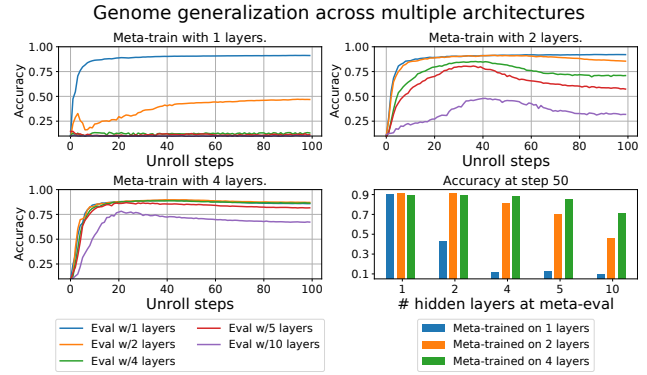 Genome generalization across multiple architectures
Meta-train with 1 layers.
1.00
0.75
0.50
0.25
Accuracy
0
20
40
60
80
100
Unroll steps
Meta-train with 2 layers.
1.00
0.75
0.50
0.25
Accuracy
0
20
40
60
80
100
Unroll steps
Meta-train with 4 layers.
1.00
0.75
0.50
0.25
Accuracy
0
20
40
60
80
100
Unroll steps
Accuracy at step 50
0.9
0.7
0.5
0.3
0.1
1
2
4
5
10
# hidden layers at meta-eval
Eval w/1 layers
Eval w/2 layers
Eval w/4 layers
Eval w/5 layers
Eval w/10 layers
Meta-trained on 1 layers
Meta-trained on 2 layers
Meta-trained on 4 layers